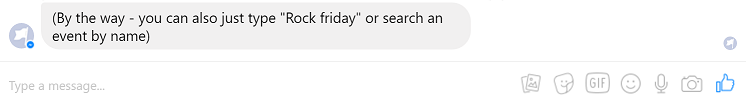 (By the way - you can also just type "Rock friday" or search an
event by name)
Type a message...
GIF